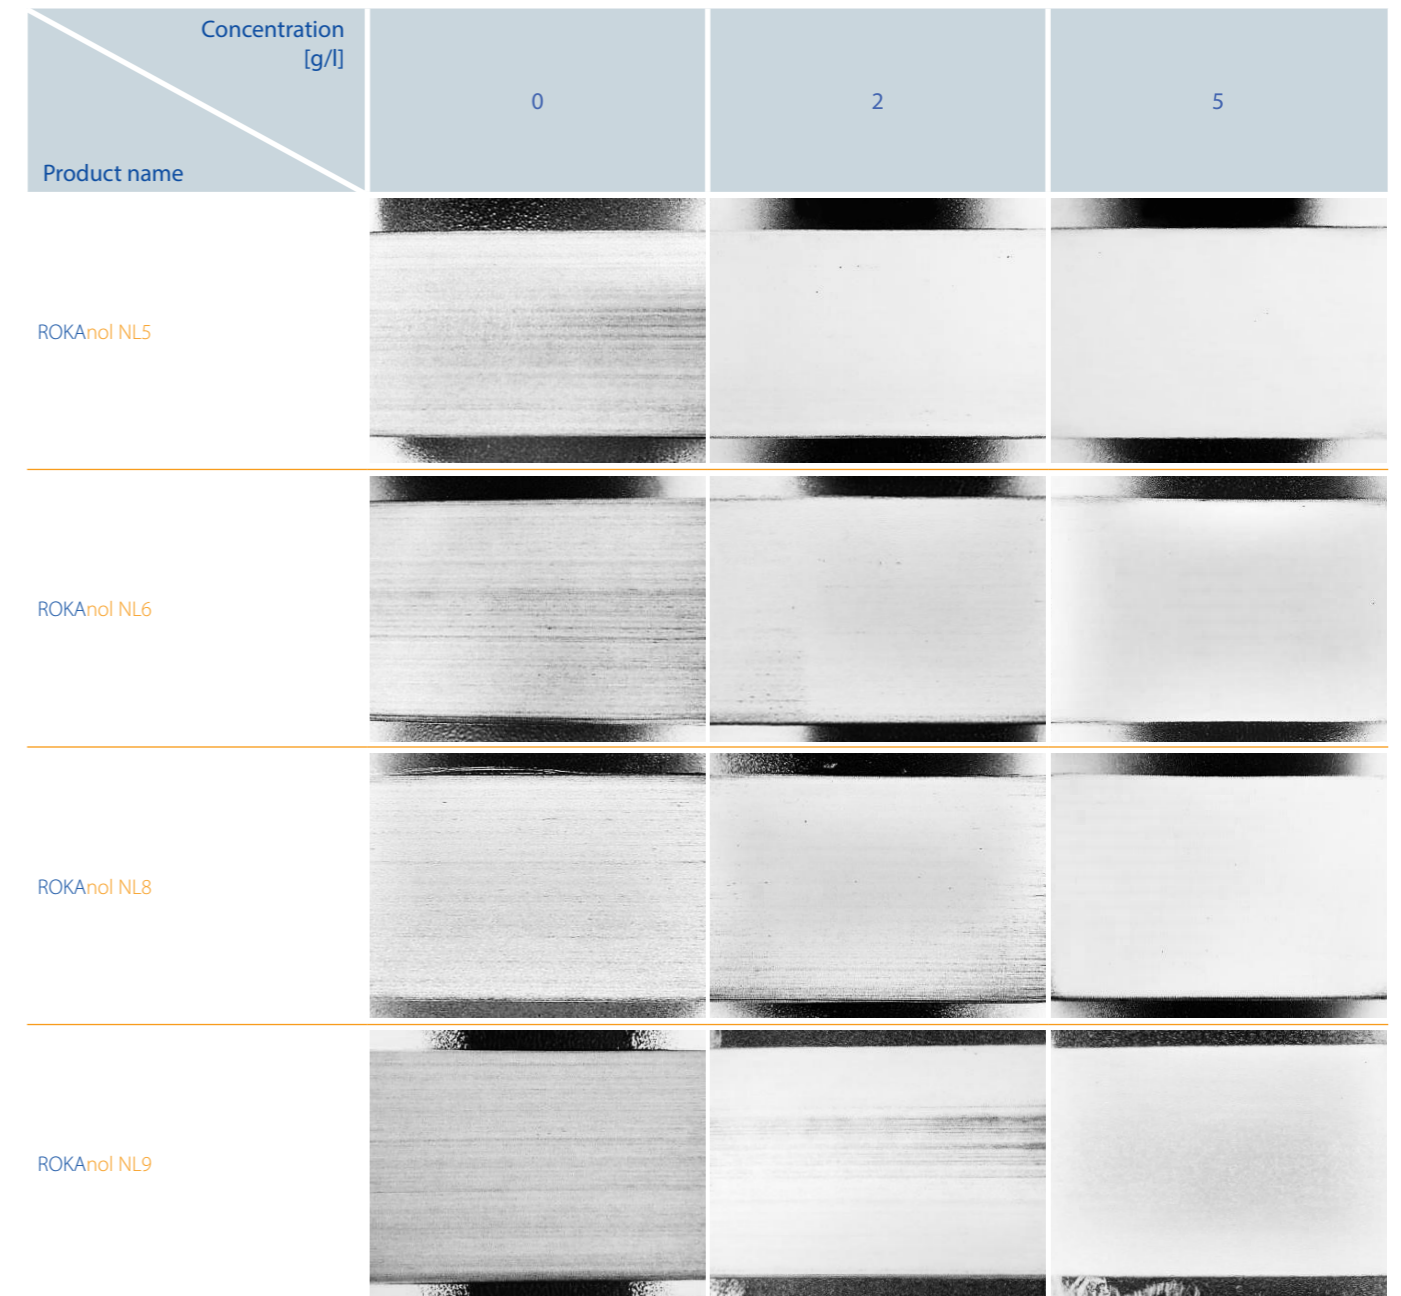 Concentration
[g/l]
Product name
0
2
5
ROKAnol NL5
ROKAnol NL6
ROKAnol NL8
ROKAnol NL9